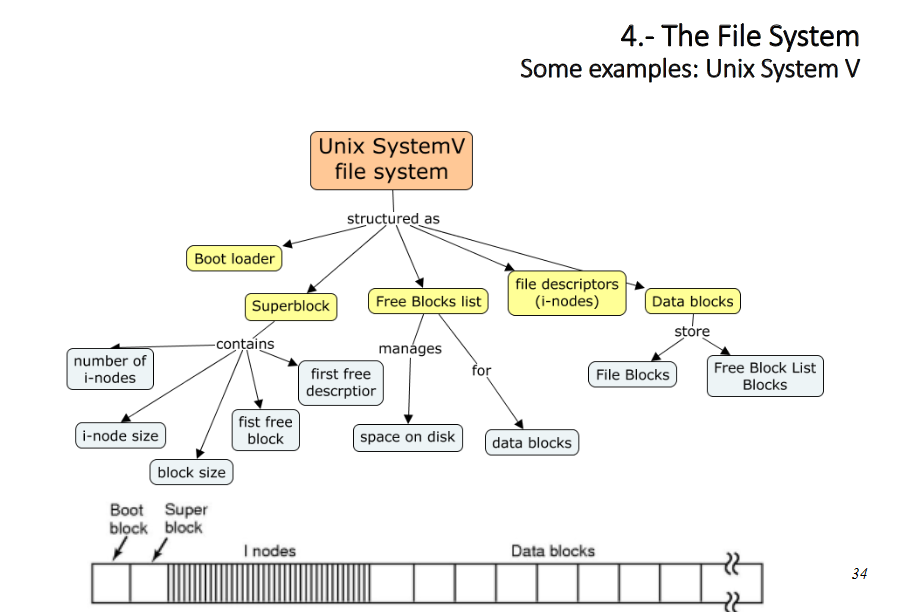 4.- The File System
Some examples: Unix System V
Unix SystemV
file system
structured as
Boot loader
Superblock
Free Blocks list
file descriptors
(i-nodes)
Data blocks
contains
manages
for
store
number of
i-nodes
i-node size
block size
fist free
block
first free
descrptior
space on disk
data blocks
File Blocks
Free Block List
Blocks
Boot
block
Super
block
I nodes
Data blocks
34